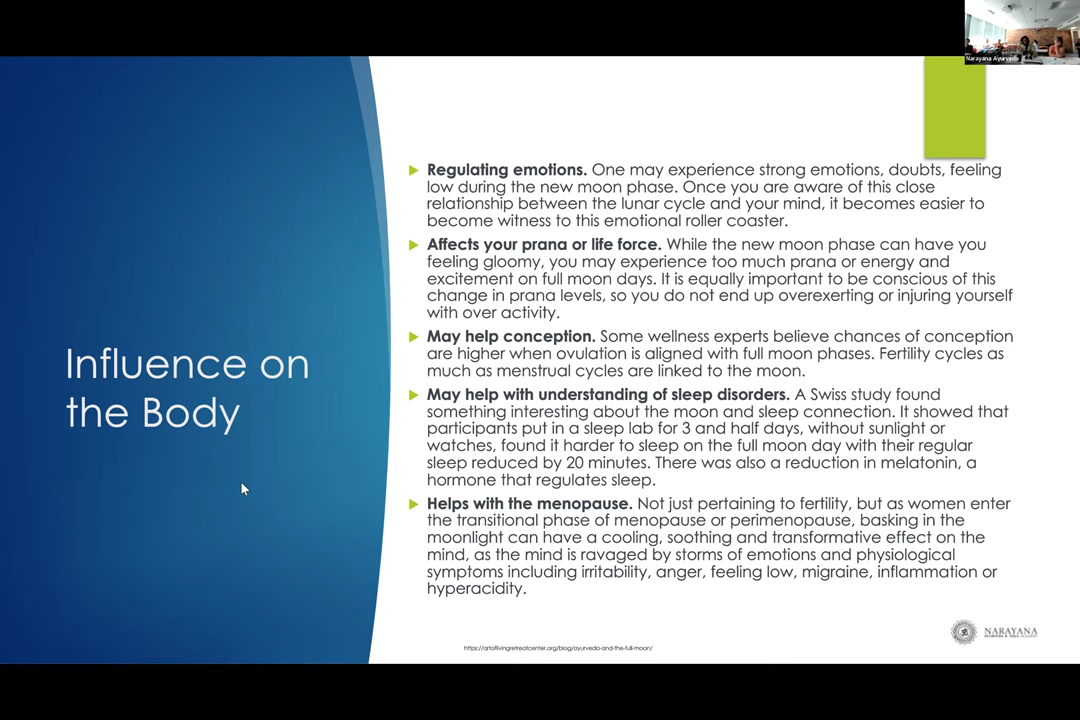 Narayana Ayurveda
Influence on
the Body
Regulating emotions. One may experience strong emotions, doubts, feeling
low during the new moon phase. Once you are aware of this close
relationship between the lunar cycle and your mind, it becomes easier to
become witness to this emotional roller coaster.
Affects your prana or life force. While the new moon phase can have you
feeling gloomy, you may experience too much prana or energy and
excitement on full moon days. It is equally important to be conscious of this
change in prana levels, so you do not end up overexerting or injuring yourself
with over activity.
May help conception. Some wellness experts believe chances of conception
are higher when ovulation is aligned with full moon phases. Fertility cycles as
much as menstrual cycles are linked to the moon.
May help with understanding of sleep disorders. A Swiss study found
something interesting about the moon and sleep connection. It showed that
participants put in a sleep lab for 3 and half days, without sunlight or
watches, found it harder to sleep on the full moon day with their regular
sleep reduced by 20 minutes. There was also a reduction in melatonin, a
hormone that regulates sleep.
Helps with the menopause. Not just pertaining to fertility, but as women enter
the transitional phase of menopause or perimenopause, basking in the
moonlight can have a cooling, soothing and transformative effect on the
mind, as the mind is ravaged by storms of emotions and physiological
symptoms including irritability, anger, feeling low, migraine, inflammation or
hyperacidity.
NARAYANA
AYURVEDA & YOGA ACADEMY
https://artoflivingretreatcenter.org/blog/ayurveda-and-the-full-moon/